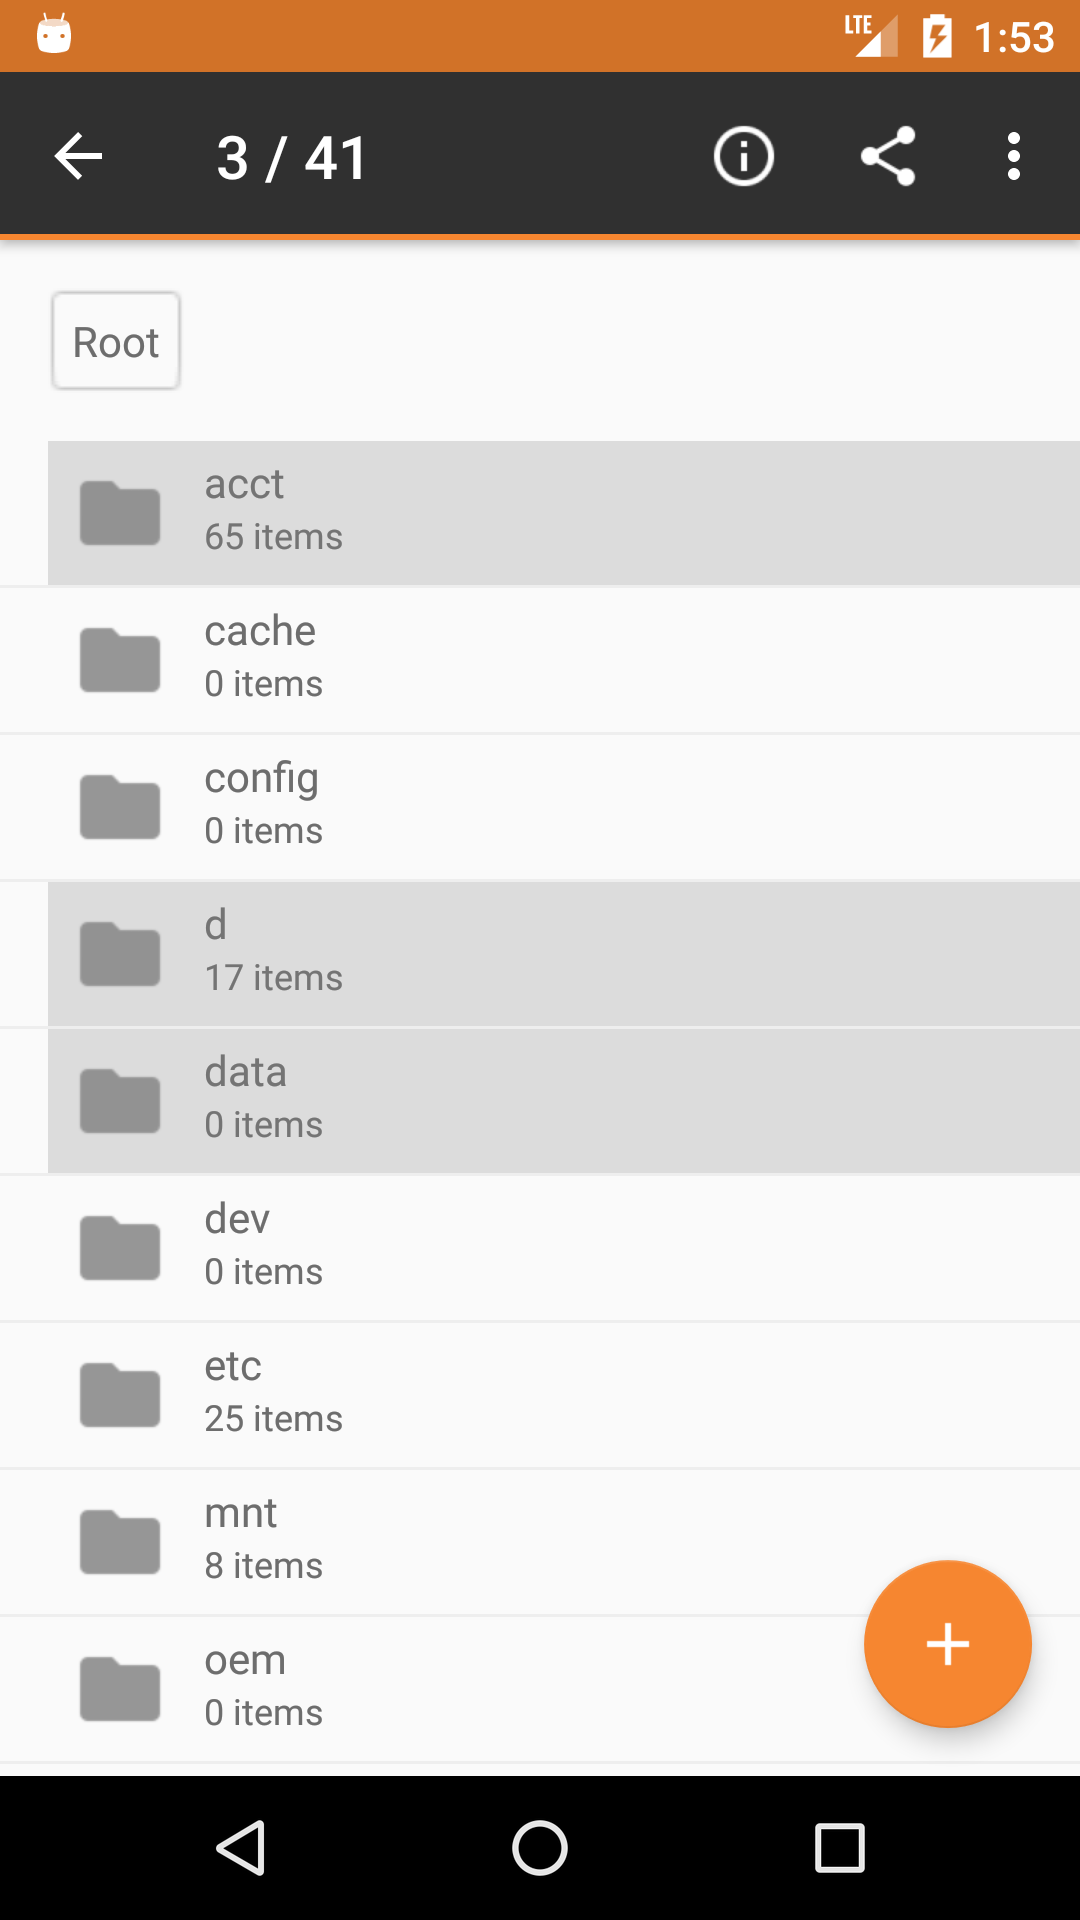 LTE 1:53
3 / 41
Root
acct
65 items
cache
0 items
config
0 items
d
17 items
data
0 items
dev
0 items
etc
25 items
mnt
8 items
oem
0 items